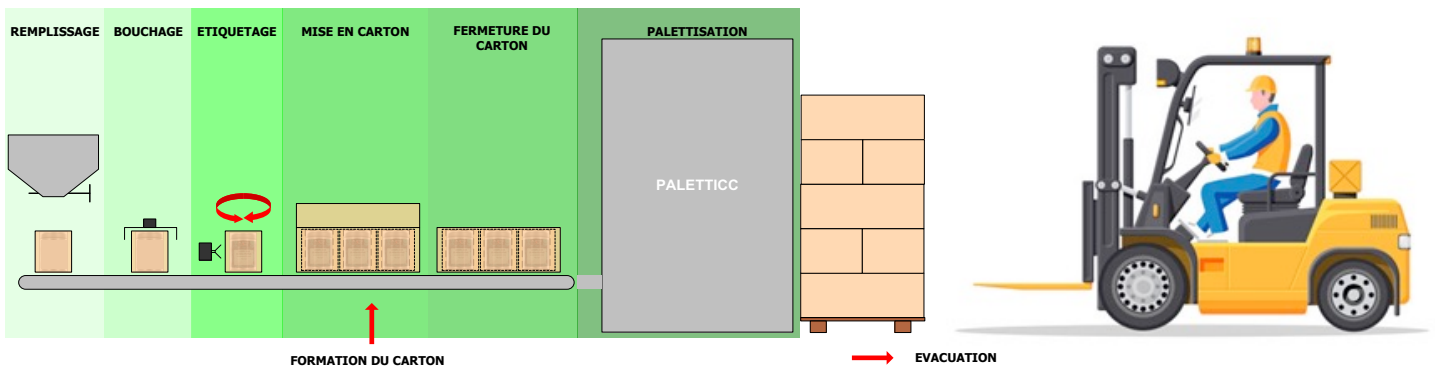 REMPLISSAGE
BOUCHAGE
ETIQUETAGE
MISE EN CARTON
FERMETURE DU
CARTON
PALETTISATION
PALETTICC
FORMATION DU CARTON
EVACUATION